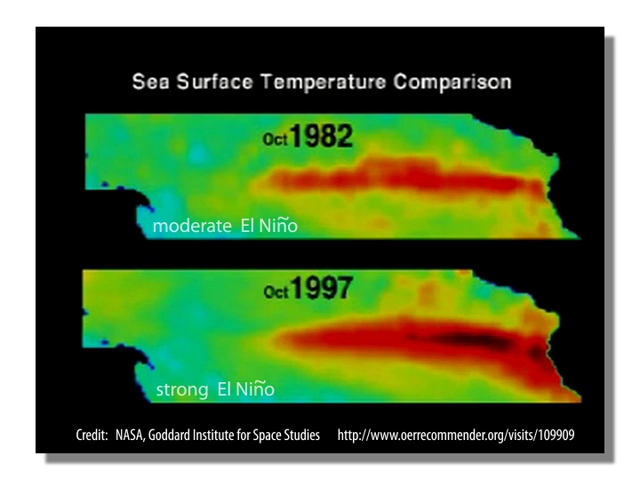 Sea Surface Temperature Comparison
Oct 1982
moderate El Niño
Oct 1997
strong El Niño
Credit: NASA, Goddard Institute for Space Studies http://www.oerrecommender.org/visits/109909